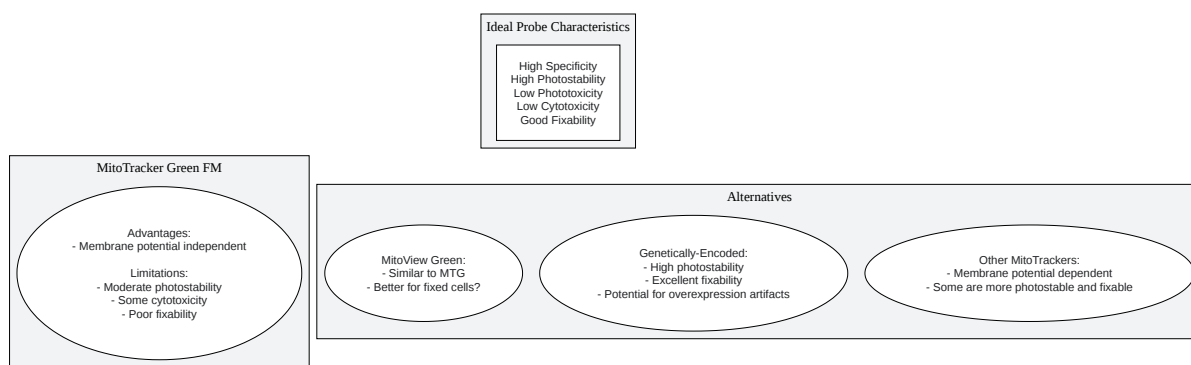 Ideal Probe Characteristics
High Specificity
High Photostability
Low Phototoxicity
Low Cytotoxicity
Good Fixability
MitoTracker Green FM
Advantages:
- Membrane potential independent
Limitations:
- Moderate photostability
- Some cytotoxicity
- Poor fixability
Alternatives
MitoView Green:
- Similar to MTG
- Better for fixed cells?
Genetically-Encoded:
- High photostability
- Excellent fixability
- Potential for overexpression artifacts
Other MitoTrackers:
- Membrane potential dependent
- Some are more photostable and fixable